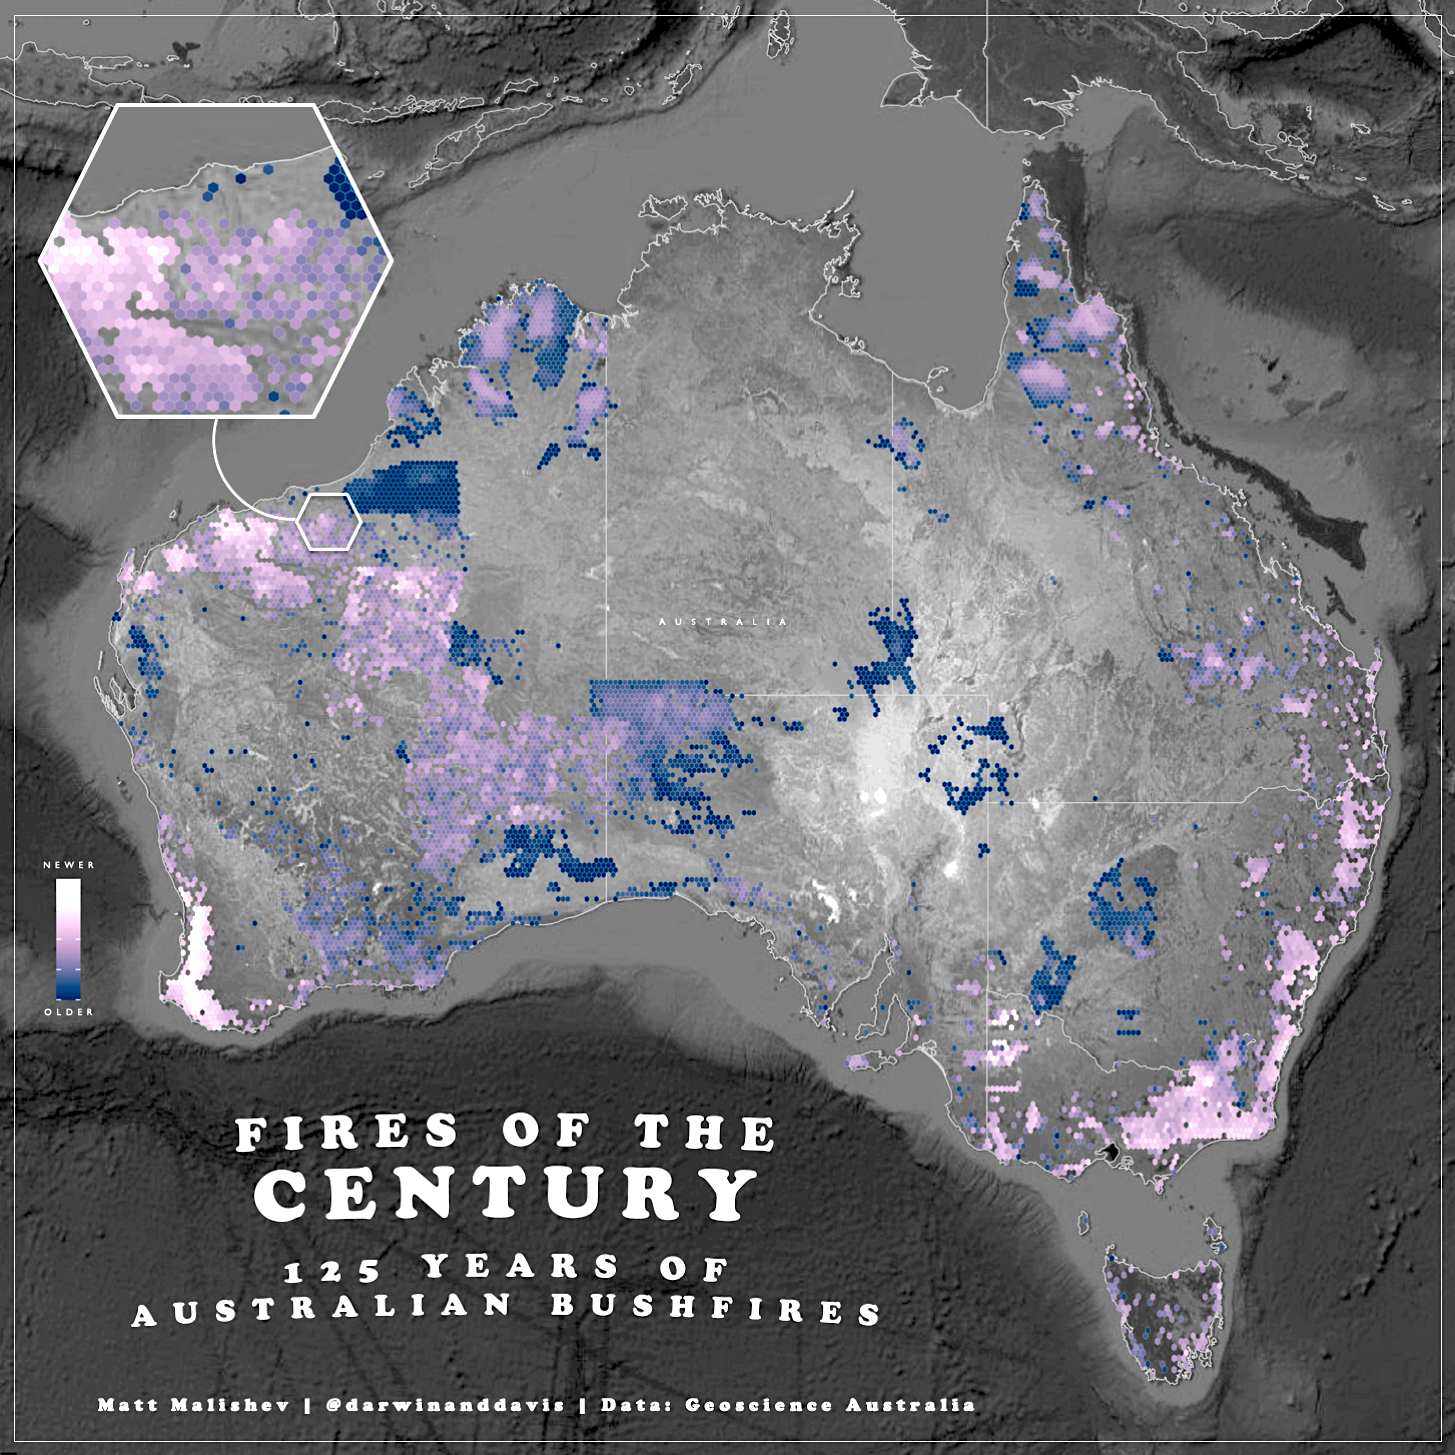 AUSTRALIA
NEWER
OLDER
FIRES OF THE
CENTURY
125 YEARS OF
AUSTRALIAN BUSHFIRES
Matt Malishev | @darwinanddavis | Data: Geoscience Australia